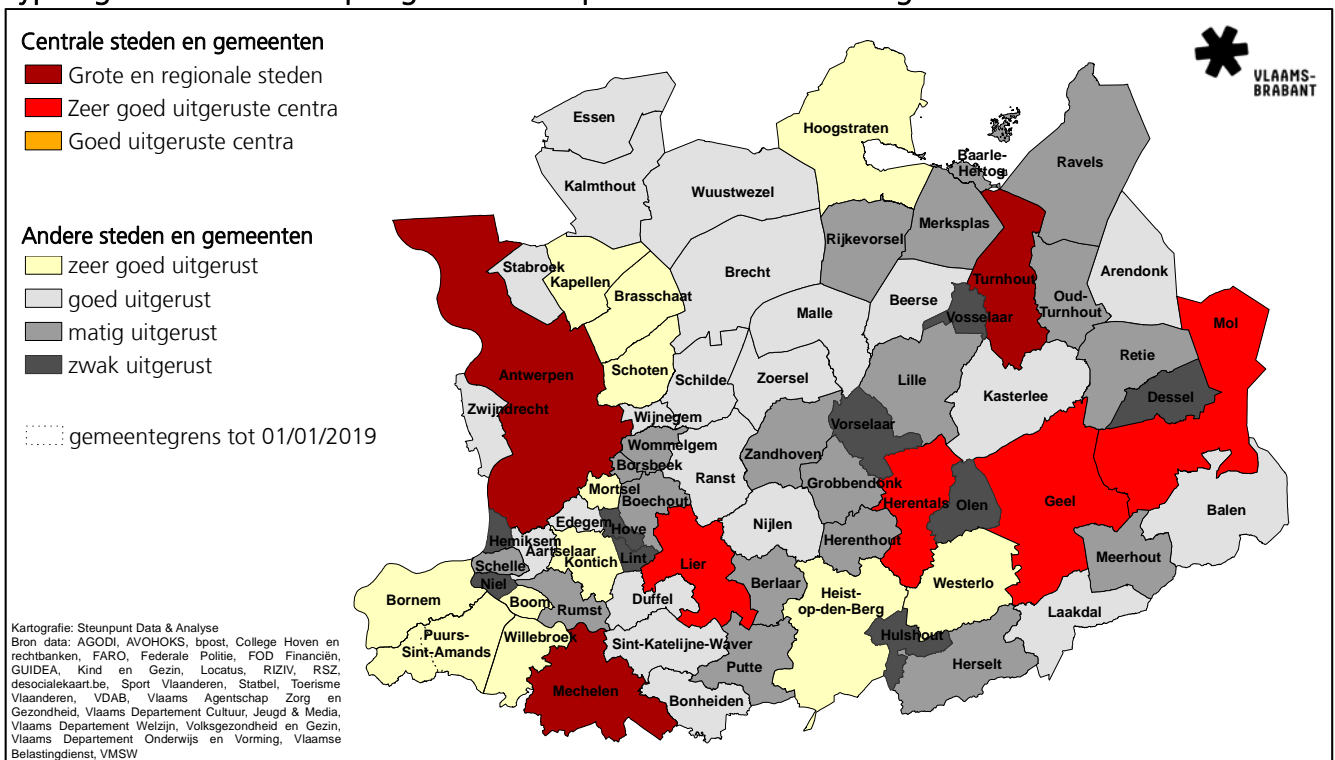 Centrale steden en gemeenten
Grote en regionale steden
Zeer goed uitgeruste centra
Goed uitgeruste centra
Andere steden en gemeenten
zeer goed uitgerust
goed uitgerust
matig uitgerust
zwak uitgerust
gemeentegrens tot 01/01/2019
VLAAMS-
BRABANT
Essen
Hoogstraten
Baarle-
Hertog
Ravels
Kalmthout
Wuustwezel
Merksplas
Rijkevorsel
Stabroek
Kapellen
Brecht
Turnhout
Arendonk
Brasschaat
Beerse
Oud-
Turnhout
Malle
Vosselaar
Mol
Antwerpen
Schoten
Schilde
Zoersel
Lille
Retie
Kasterlee
Dessel
Zwijndrecht
Wijnegem
Vorselaar
Wommelgem
Borsbeek
Zandhoven
Ranst
Mortsel
Boechout
Grobbendonk
Herentals
Olen
Geel
Balen
Edegem
Hove
Nijlen
Hemiksem
Aartselaar
Kontich
Lint
Lier
Herenthout
Meerhout
Schelle
Niel
Berlaar
Westerlo
Bornem
Boom
Rumst
Duffel
Heist-
op-den-Berg
Laakdal
Puurs-
Sint-Amands
Willebroek
Sint-Katelijne-Waver
Hulshout
Putte
Herselt
Mechelen
Bonheiden
Kartografie: Steunpunt Data & Analyse
Bron data: AGODI, AVOHOKS, bpost, College Hoven en
rechtbanken, FARO, Federale Politie, FOD Financiën,
GUIDEA, Kind en Gezin, Locatus, RIZIV, RSZ,
desocialekaart.be, Sport Vlaanderen, Statbel, Toerisme
Vlaanderen, VDAB, Vlaams Agentschap Zorg en
Gezondheid, Vlaams Departement Cultuur, Jeugd & Media,
Vlaams Departement Welzijn, Volksgezondheid en Gezin,
Vlaams Departement Onderwijs en Vorming, Vlaamse
Belastingdienst, VMSW